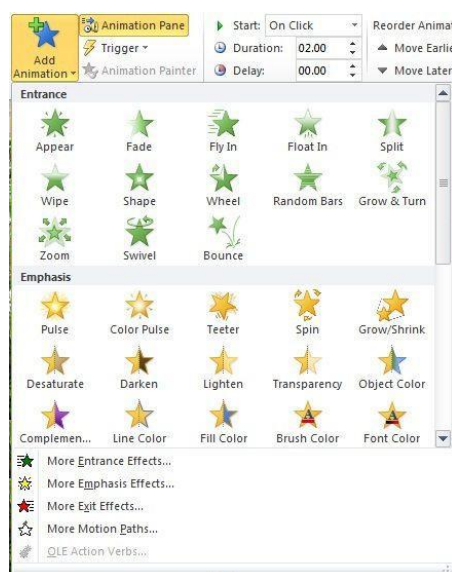 Add
Animation
Animation Pane
Trigger
Animation Painter
Start: On Click
Duration: 02.00
Delay: 00.00
Reorder Animat
Move Earlie
Move Later
Entrance
Appear Fade Fly In Float In Split
Wipe Shape Wheel Random Bars Grow & Turn
Zoom Swivel Bounce
Emphasis
Pulse Color Pulse Teeter Spin Grow/Shrink
Desaturate Darken Lighten Transparency Object Color
Complemen... Line Color Fill Color Brush Color Font Color
More Entrance Effects...
More Emphasis Effects...
More Exit Effects...
More Motion Paths...
OLE Action Verbs...